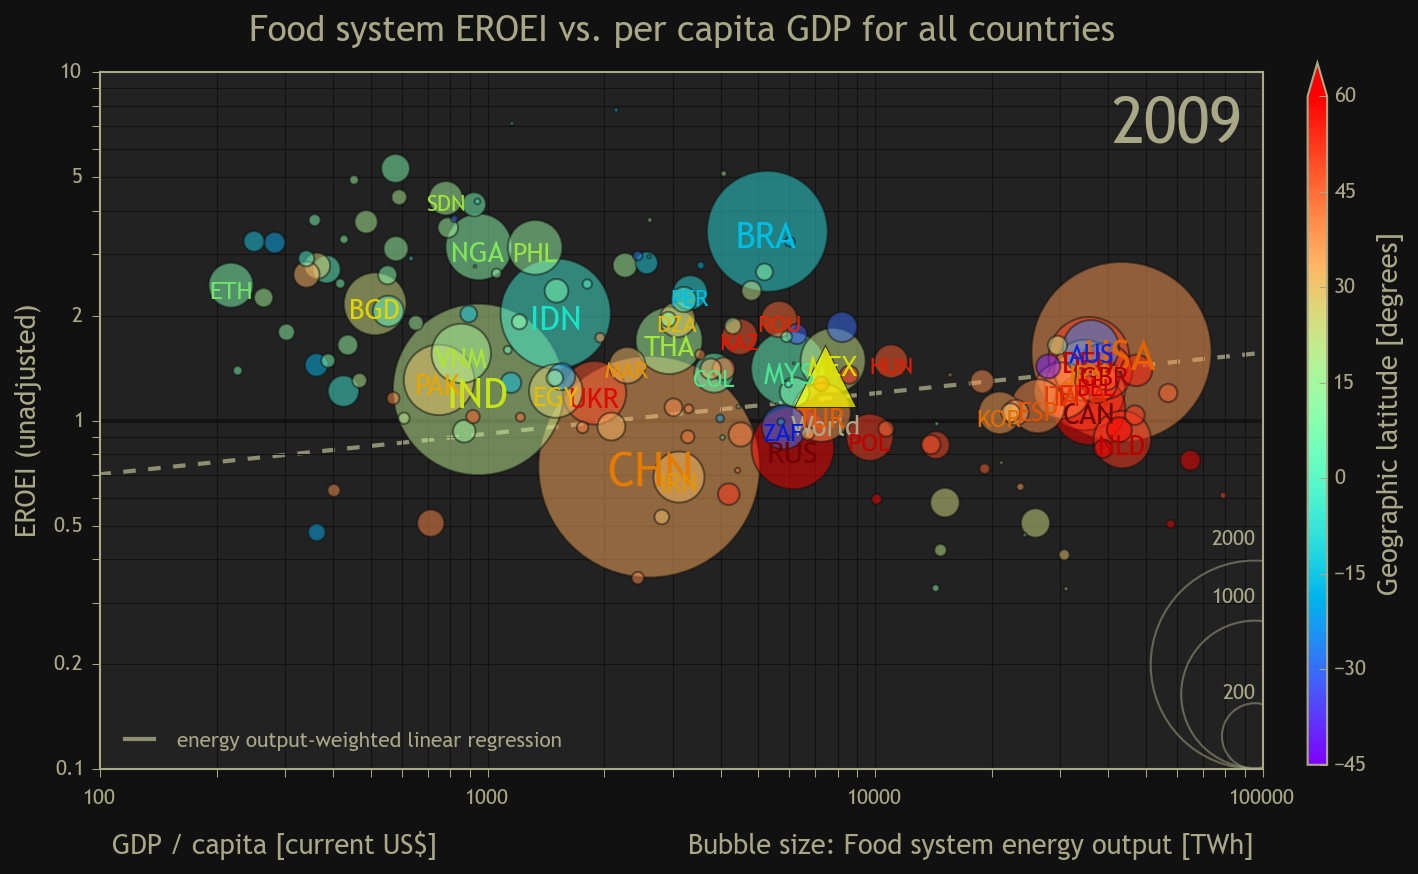 Food system EROEI vs. per capita GDP for all countries
2009
EROEI (unadjusted)
10
5
2
1
0.5
0.2
0.1
SDN
NGA
PHL
BRA
ETH
BGD
IDN
PER
DZA
ROU
THA
KAZ
VNM
MAR
COL
MYS
MEX
HUN
AUS
USA
PAK
IND
EGY
UKR
GBR
ITA
ESP
KOR
CAN
TUR
World
ZAF
RUS
POL
NLD
CHN
IRN
2000
1000
200
energy output-weighted linear regression
100
1000
10000
100000
GDP / capita [current US$]
Bubble size: Food system energy output [TWh]
60
45
30
15
0
−15
−30
−45
Geographic latitude [degrees]